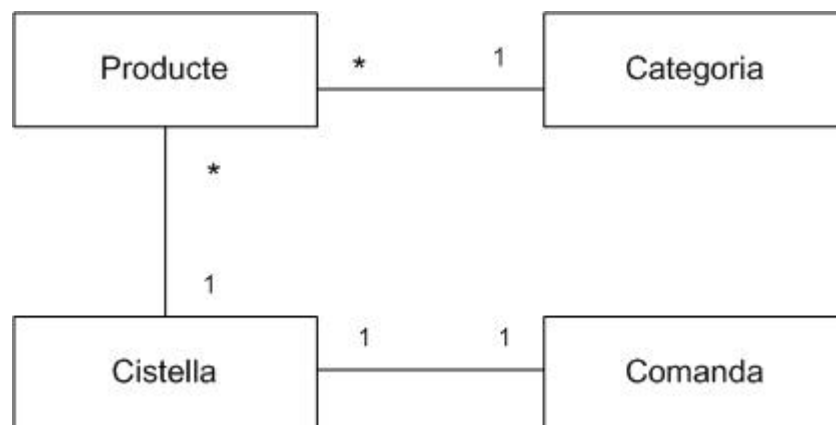 Producte
* 1
Categoria
*
1
Cistella
1 1
Comanda